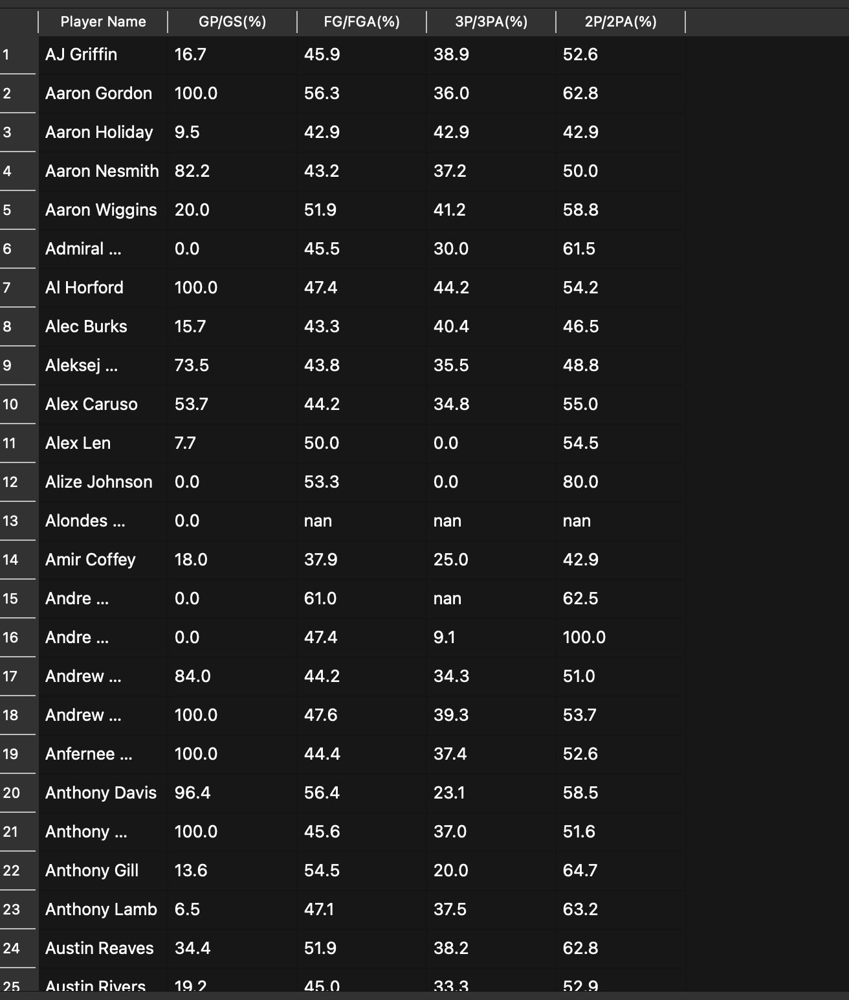 Player Name GP/GS(%) FG/FGA(%) 3P/3PA(%) 2P/2PA(%)
1 AJ Griffin 16.7 45.9 38.9 52.6
2 Aaron Gordon 100.0 56.3 36.0 62.8
3 Aaron Holiday 9.5 42.9 42.9 42.9
4 Aaron Nesmith 82.2 43.2 37.2 50.0
5 Aaron Wiggins 20.0 51.9 41.2 58.8
6 Admiral ... 0.0 45.5 30.0 61.5
7 Al Horford 100.0 47.4 44.2 54.2
8 Alec Burks 15.7 43.3 40.4 46.5
9 Aleksej ... 73.5 43.8 35.5 48.8
10 Alex Caruso 53.7 44.2 34.8 55.0
11 Alex Len 7.7 50.0 0.0 54.5
12 Alize Johnson 0.0 53.3 0.0 80.0
13 Alondes ... 0.0 nan nan nan
14 Amir Coffey 18.0 37.9 25.0 42.9
15 Andre ... 0.0 61.0 nan 62.5
16 Andre ... 0.0 47.4 9.1 100.0
17 Andrew ... 84.0 44.2 34.3 51.0
18 Andrew ... 100.0 47.6 39.3 53.7
19 Anfernee ... 100.0 44.4 37.4 52.6
20 Anthony Davis 96.4 56.4 23.1 58.5
21 Anthony ... 100.0 45.6 37.0 51.6
22 Anthony Gill 13.6 54.5 20.0 64.7
23 Anthony Lamb 6.5 47.1 37.5 63.2
24 Austin Reaves 34.4 51.9 38.2 62.8
25 Austin Rivers 19.2 45.0 33.3 52.9